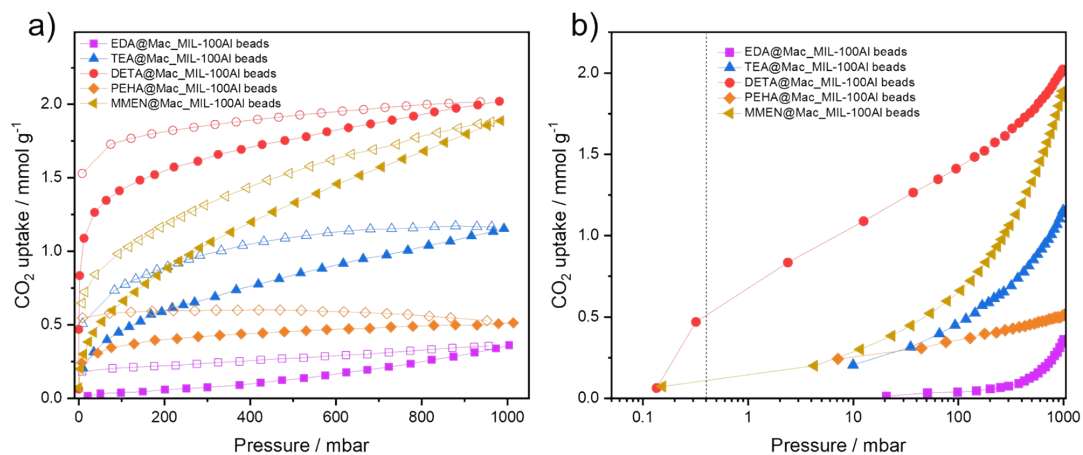 a)
EDA@Mac_MIL-100Al beads
TEA@Mac_MIL-100Al beads
DETA@Mac_MIL-100Al beads
PEHA@Mac_MIL-100Al beads
MMEN@Mac_MIL-100Al beads
CO2 uptake / mmol g-1
2.5
2.0
1.5
1.0
0.5
0.0
0 200 400 600 800 1000
Pressure / mbar
b)
EDA@Mac_MIL-100Al beads
TEA@Mac_MIL-100Al beads
DETA@Mac_MIL-100Al beads
PEHA@Mac_MIL-100Al beads
MMEN@Mac_MIL-100Al beads
CO2 uptake / mmol g-1
2.0
1.5
1.0
0.5
0.0
0.1 1 10 100 1000
Pressure / mbar